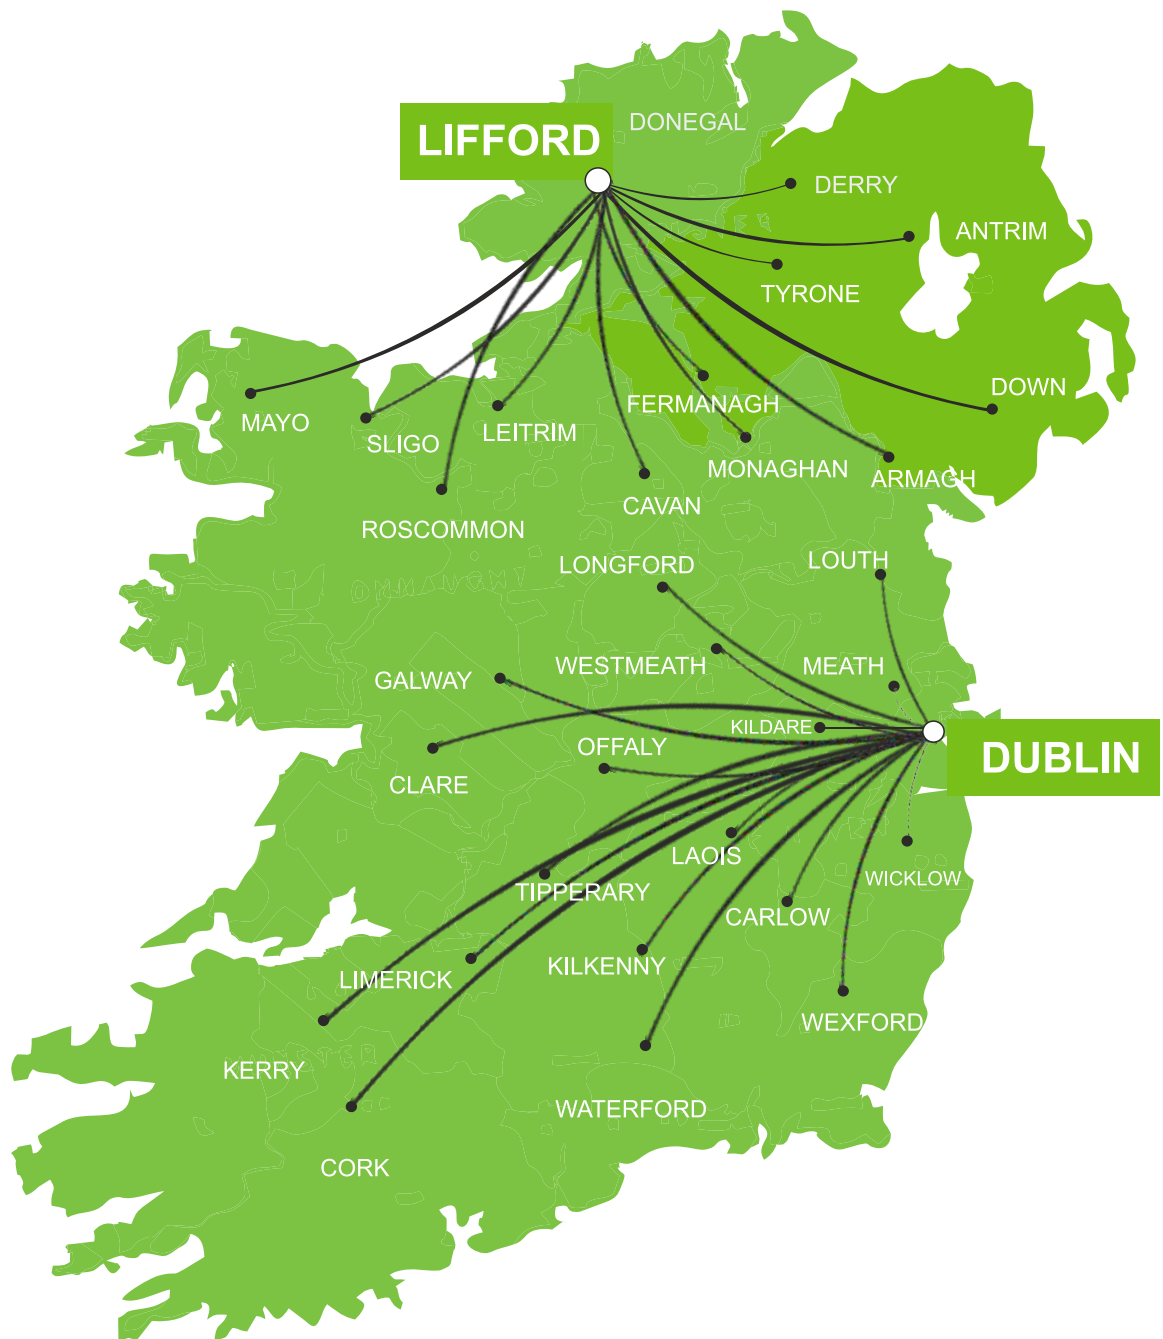 DONEGAL
LIFFORD
DERRY
ANTRIM
TYRONE
DOWN
MAYO
FERMANAGH
SLIGO
LEITRIM
MONAGHAN
ARMAGH
CAVAN
ROSCOMMON
LONGFORD
LOUTH
WESTMEATH
MEATH
GALWAY
KILDARE
OFFALY
DUBLIN
CLARE
LAOIS
WICKLOW
TIPPERARY
CARLOW
KILKENNY
LIMERICK
WEXFORD
KERRY
WATERFORD
CORK